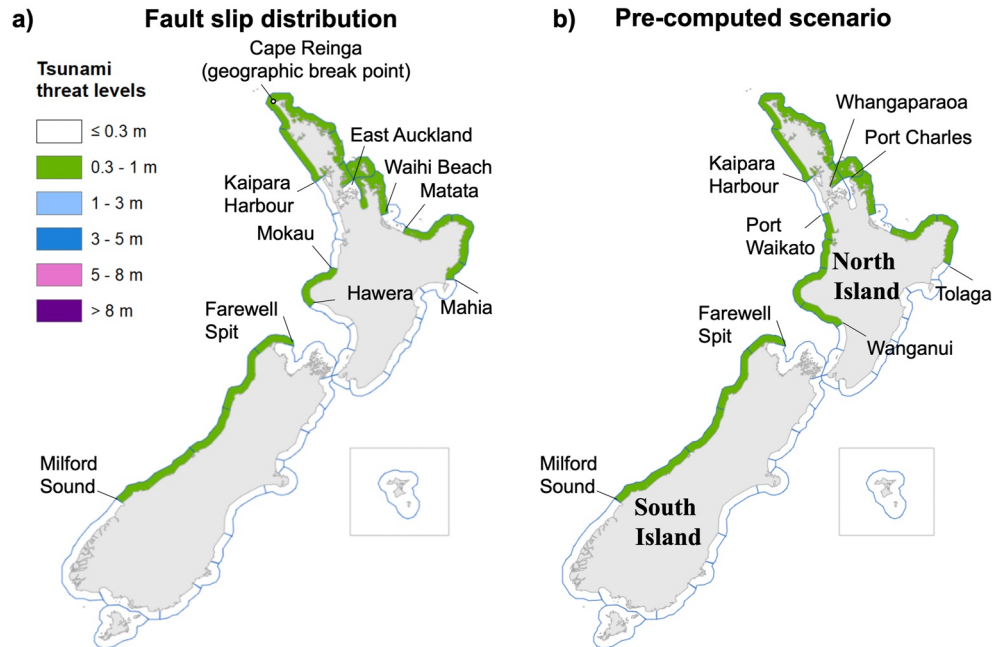 a)
Fault slip distribution
Cape Reinga
(geographic break point)
Tsunami
threat levels
≤ 0.3 m
0.3 - 1 m
1 - 3 m
3 - 5 m
5 - 8 m
> 8 m
East Auckland
Waihi Beach
Matata
Kaipara
Harbour
Mokau
Hawera
Mahia
Farewell
Spit
Milford
Sound
b)
Pre-computed scenario
Whangaparaoa
Port Charles
Kaipara
Harbour
Port
Waikato
North
Island
Tolaga
Farewell
Spit
Wanganui
Milford
Sound
South
Island